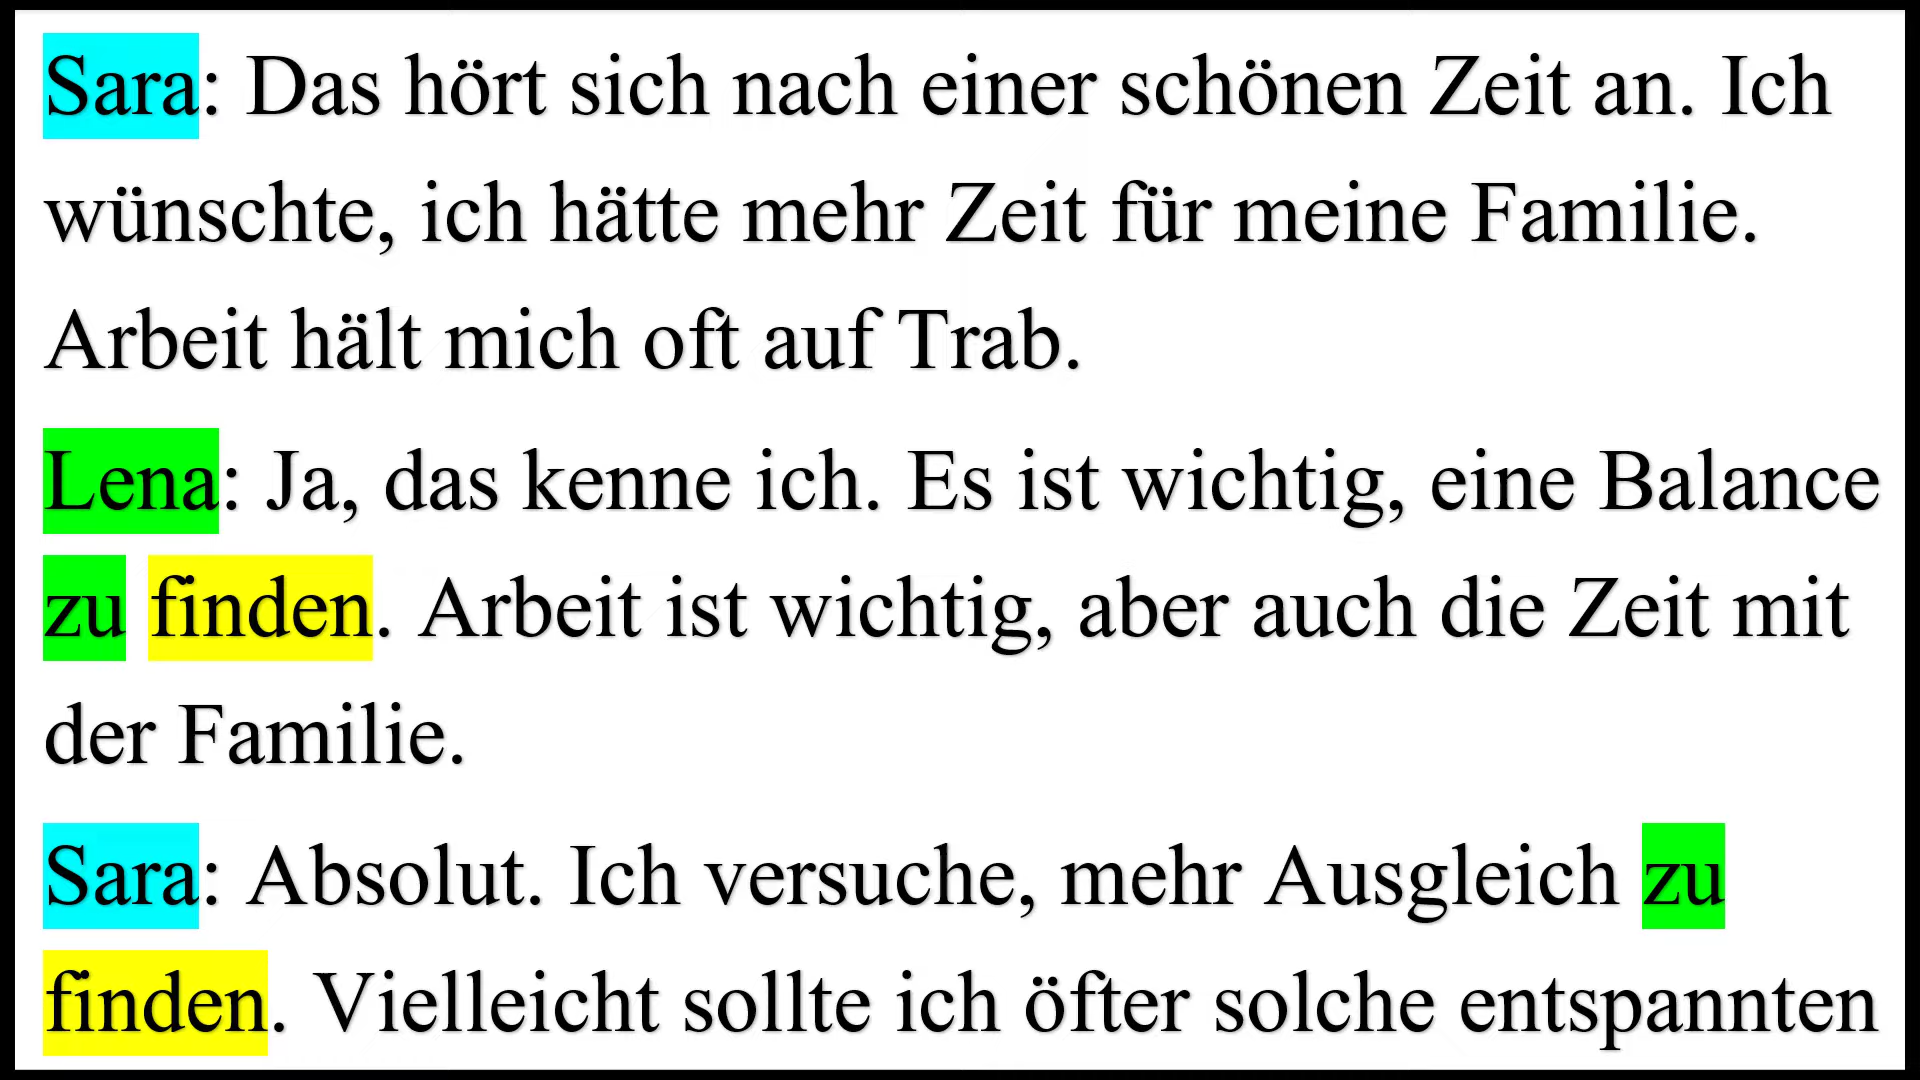 Sara: Das hört sich nach einer schönen Zeit an. Ich
wünschte, ich hätte mehr Zeit für meine Familie.
Arbeit hält mich oft auf Trab.
Lena: Ja, das kenne ich. Es ist wichtig, eine Balance
zu finden. Arbeit ist wichtig, aber auch die Zeit mit
der Familie.
Sara: Absolut. Ich versuche, mehr Ausgleich zu
finden. Vielleicht sollte ich öfter solche entspannten